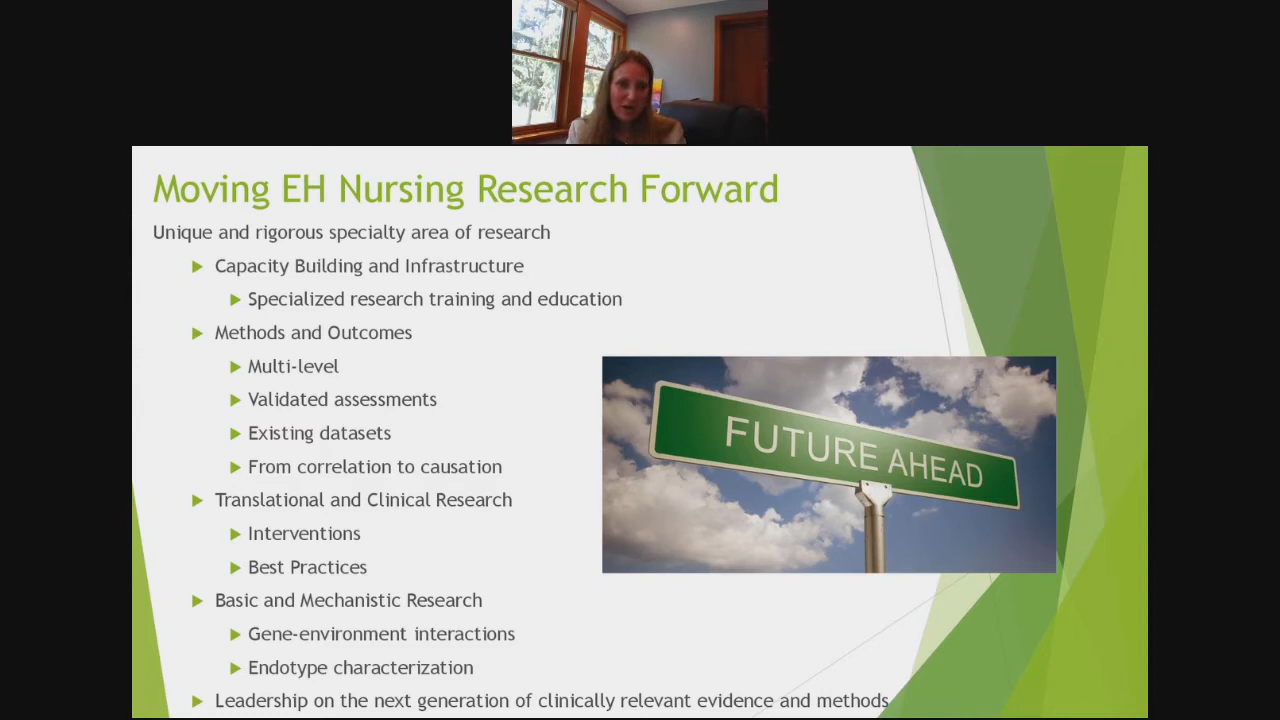 Moving EH Nursing Research Forward
Unique and rigorous specialty area of research
Capacity Building and Infrastructure
Specialized research training and education
Methods and Outcomes
Multi-level
Validated assessments
Existing datasets
From correlation to causation
Translational and Clinical Research
Interventions
Best Practices
Basic and Mechanistic Research
Gene-environment interactions
Endotype characterization
Leadership on the next generation of clinically relevant evidence and methods
FUTURE AHEAD